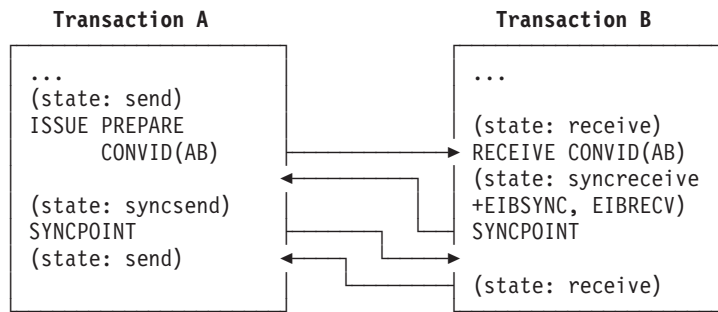 Transaction A
...
(state: send)
ISSUE PREPARE
CONVID(AB)
(state: syncsend)
SYNCPOINT
(state: send)
Transaction B
...
(state: receive)
RECEIVE CONVID(AB)
(state: syncreceive
+EIBSYNC, EIBRECV)
SYNCPOINT
(state: receive)